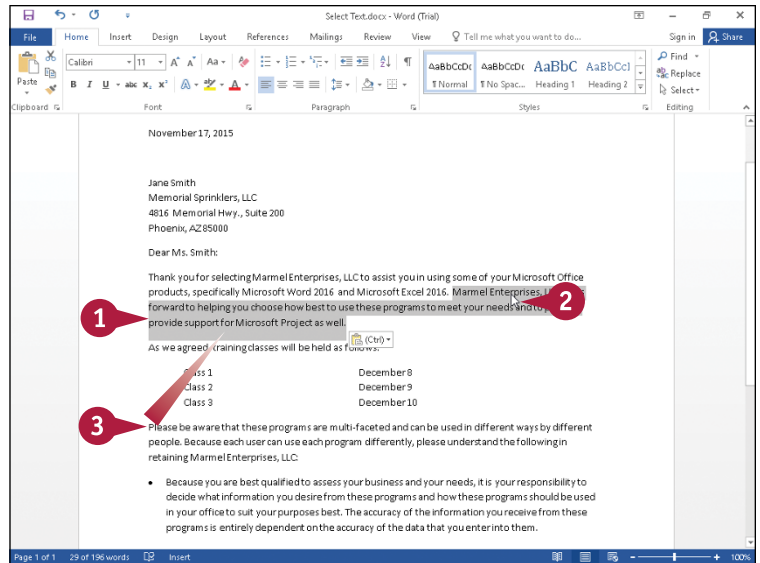 Select Text.docx - Word (Trial)
File Home Insert Design Layout References Mailings Review View Tell me what you want to do... Sign in Share
Paste
Calibri 11 A A Aa
B I U abc X₂ X² A ab A
AaBbCcDc AaBbCcDc AaBbC AaBbCcI
¶ Normal ¶ No Spac... Heading 1 Heading 2
Find
Replace
Select
Clipboard Font Paragraph Styles Editing
November 17, 2015
Jane Smith
Memorial Sprinklers, LLC
4816 Memorial Hwy., Suite 200
Phoenix, AZ 85000
Dear Ms. Smith:
Thank you for selecting Marmel Enterprises, LLC to assist you in using some of your Microsoft Office
products, specifically Microsoft Word 2016 and Microsoft Excel 2016. Marmel Enterprises,
forward to helping you choose how best to use these programs to meet your needs and to
provide support for Microsoft Project as well.
(Ctrl)
As we agreed, training classes will be held as follows:
Class 1 December 8
Class 2 December 9
Class 3 December 10
Please be aware that these programs are multi-faceted and can be used in different ways by different
people. Because each user can use each program differently, please understand the following in
retaining Marmel Enterprises, LLC:
• Because you are best qualified to assess your business and your needs, it is your responsibility to
decide what information you desire from these programs and how these programs should be used
in your office to suit your purposes best. The accuracy of the information you receive from these
programs is entirely dependent on the accuracy of the data that you enter into them.
1
2
3
Page 1 of 1 29 of 196 words Insert 100%